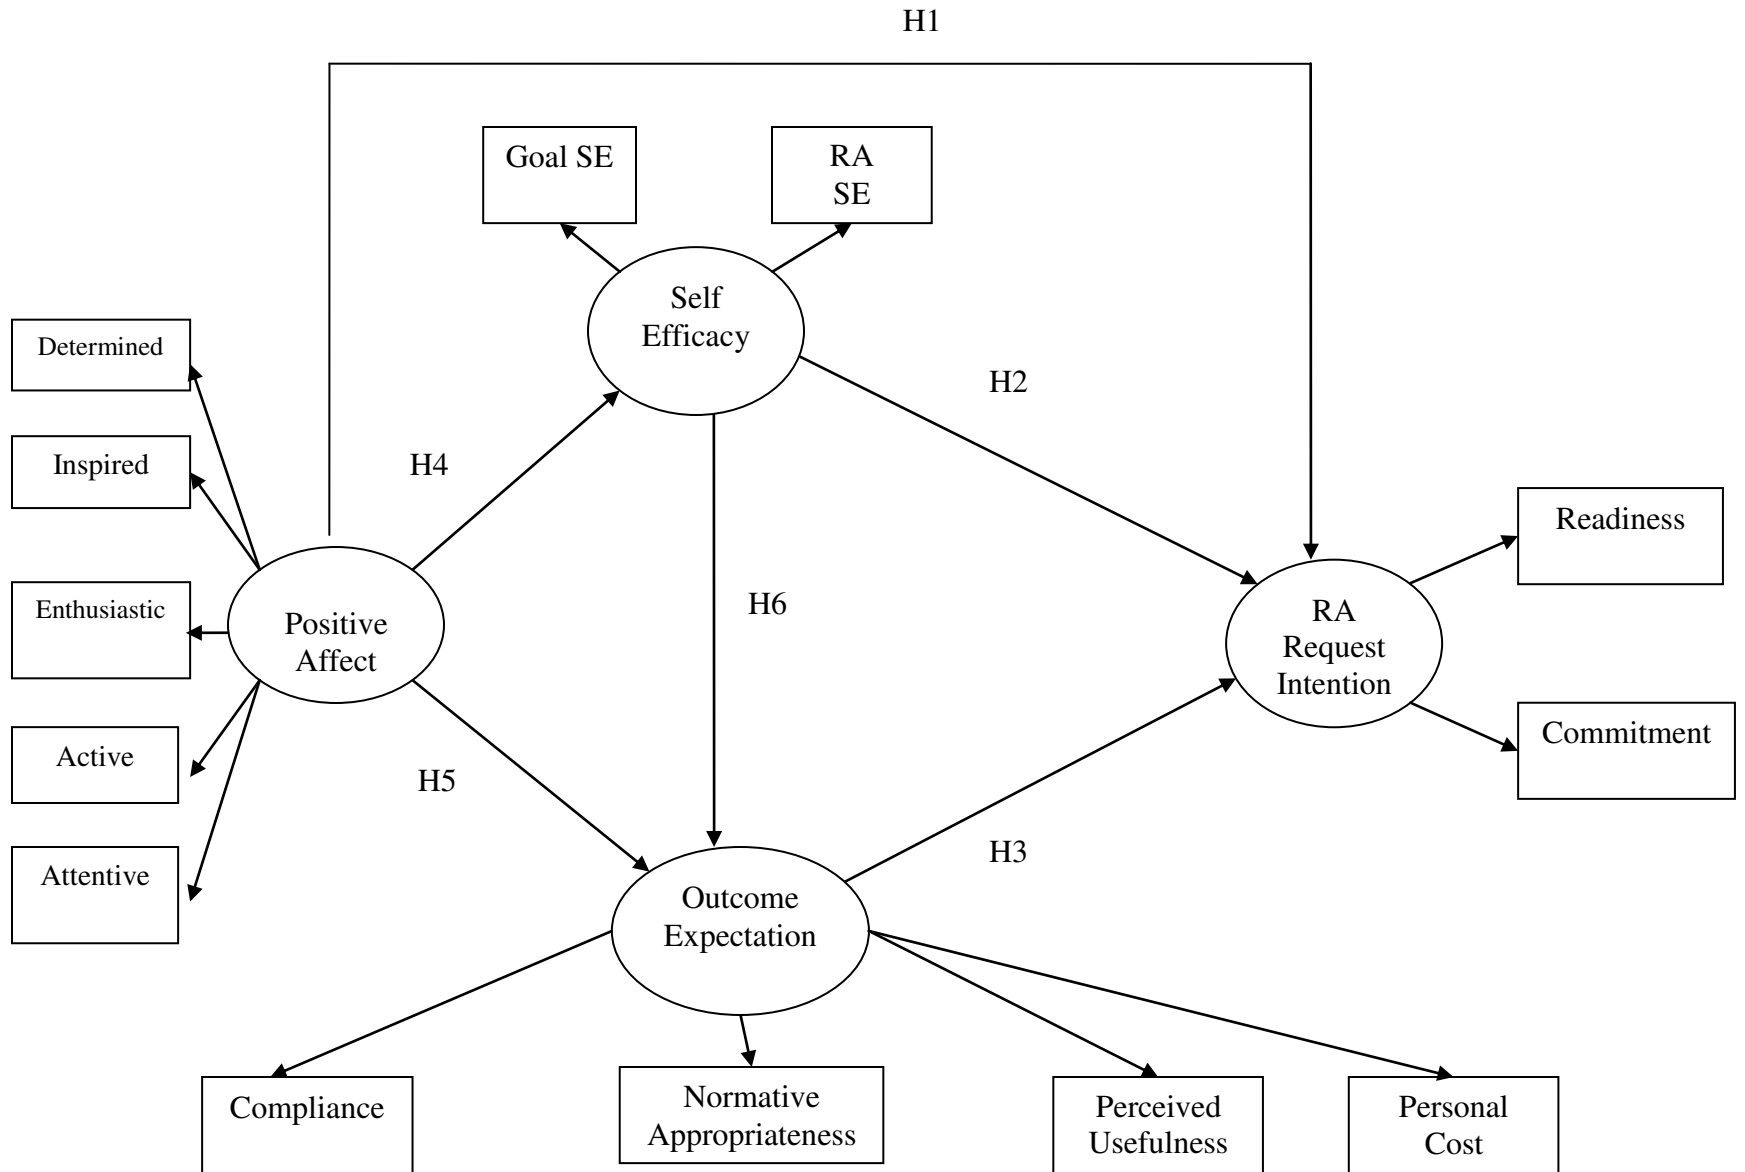 H1
Goal SE
RA
SE
Self
Efficacy
Determined
H2
Inspired
H4
Readiness
Enthusiastic
H6
Positive
Affect
RA
Request
Intention
Commitment
Active
H5
H3
Attentive
Outcome
Expectation
Compliance
Normative
Appropriateness
Perceived
Usefulness
Personal
Cost